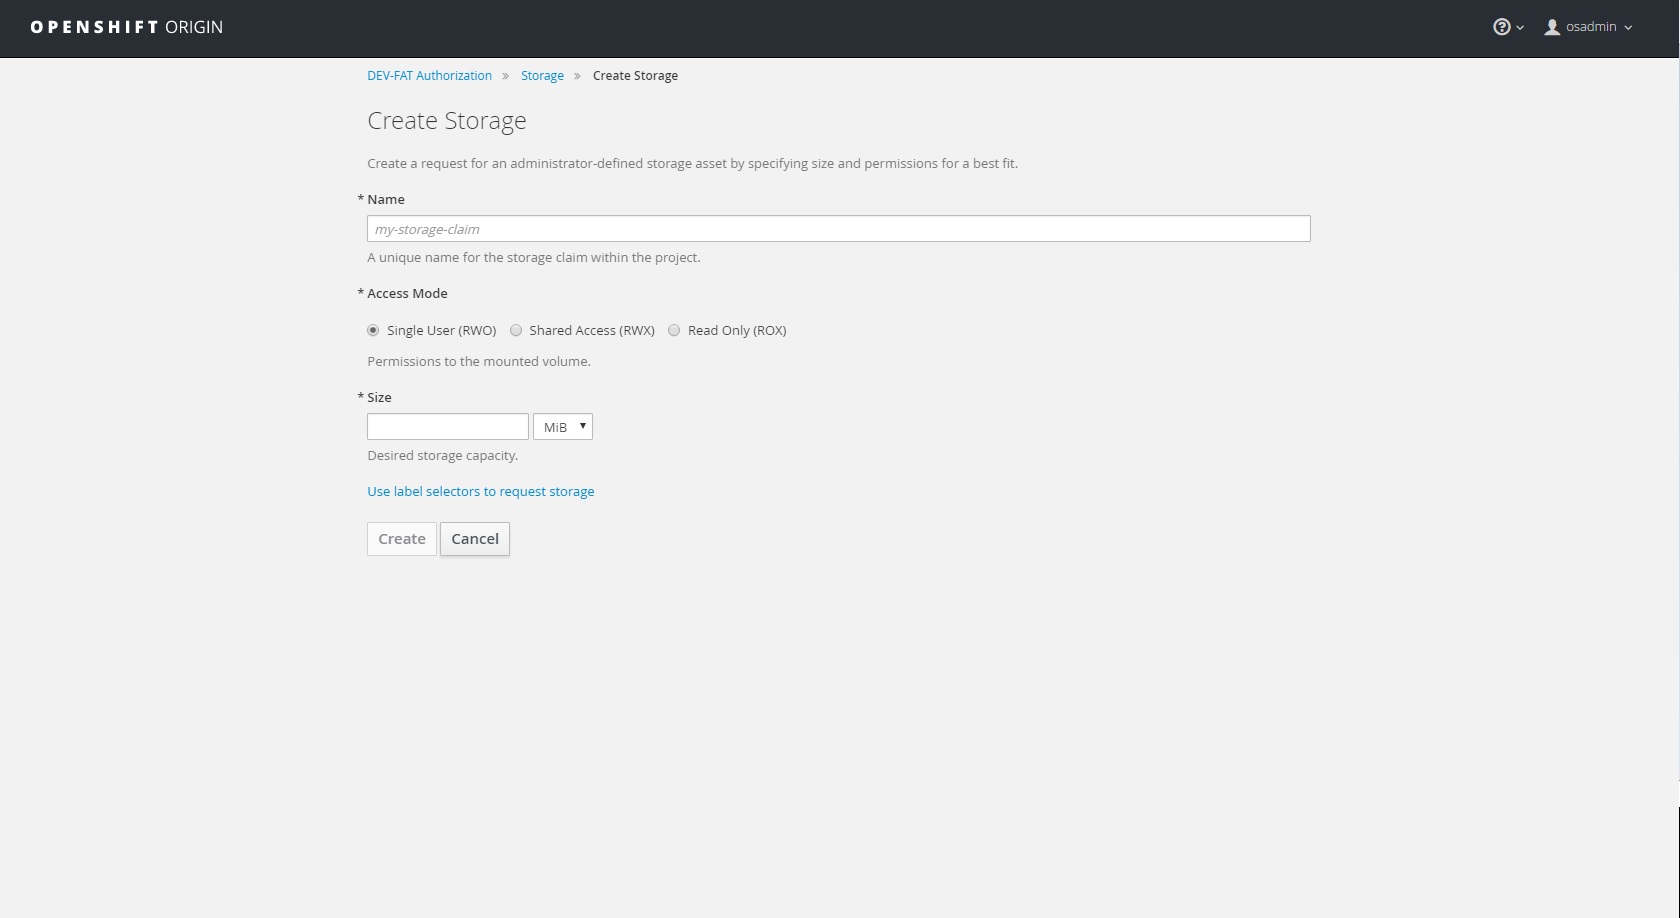 OPENSHIFT ORIGIN
osadmin
DEV-FAT Authorization » Storage » Create Storage
Create Storage
Create a request for an administrator-defined storage asset by specifying size and permissions for a best fit.
* Name
my-storage-claim
A unique name for the storage claim within the project.
* Access Mode
Single User (RWO) Shared Access (RWX) Read Only (ROX)
Permissions to the mounted volume.
* Size
MiB
Desired storage capacity.
Use label selectors to request storage
Create Cancel